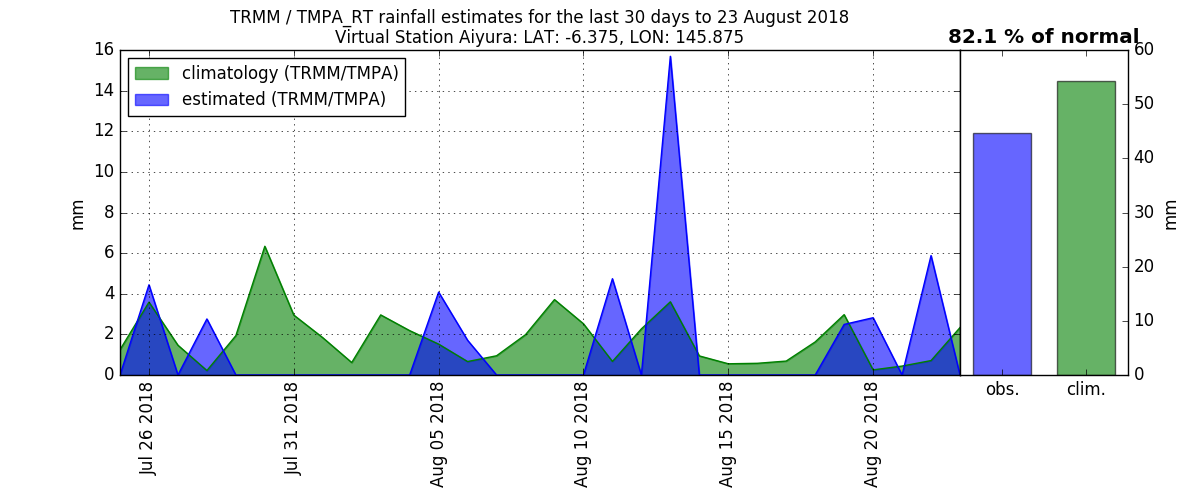 TRMM / TMPA_RT rainfall estimates for the last 30 days to 23 August 2018
Virtual Station Aiyura: LAT: -6.375, LON: 145.875
82.1 % of normal
climatology (TRMM/TMPA)
estimated (TRMM/TMPA)
16
14
12
10
8
6
4
2
0
mm
Jul 26 2018
Jul 31 2018
Aug 05 2018
Aug 10 2018
Aug 15 2018
Aug 20 2018
60
50
40
30
20
10
0
mm
obs.
clim.